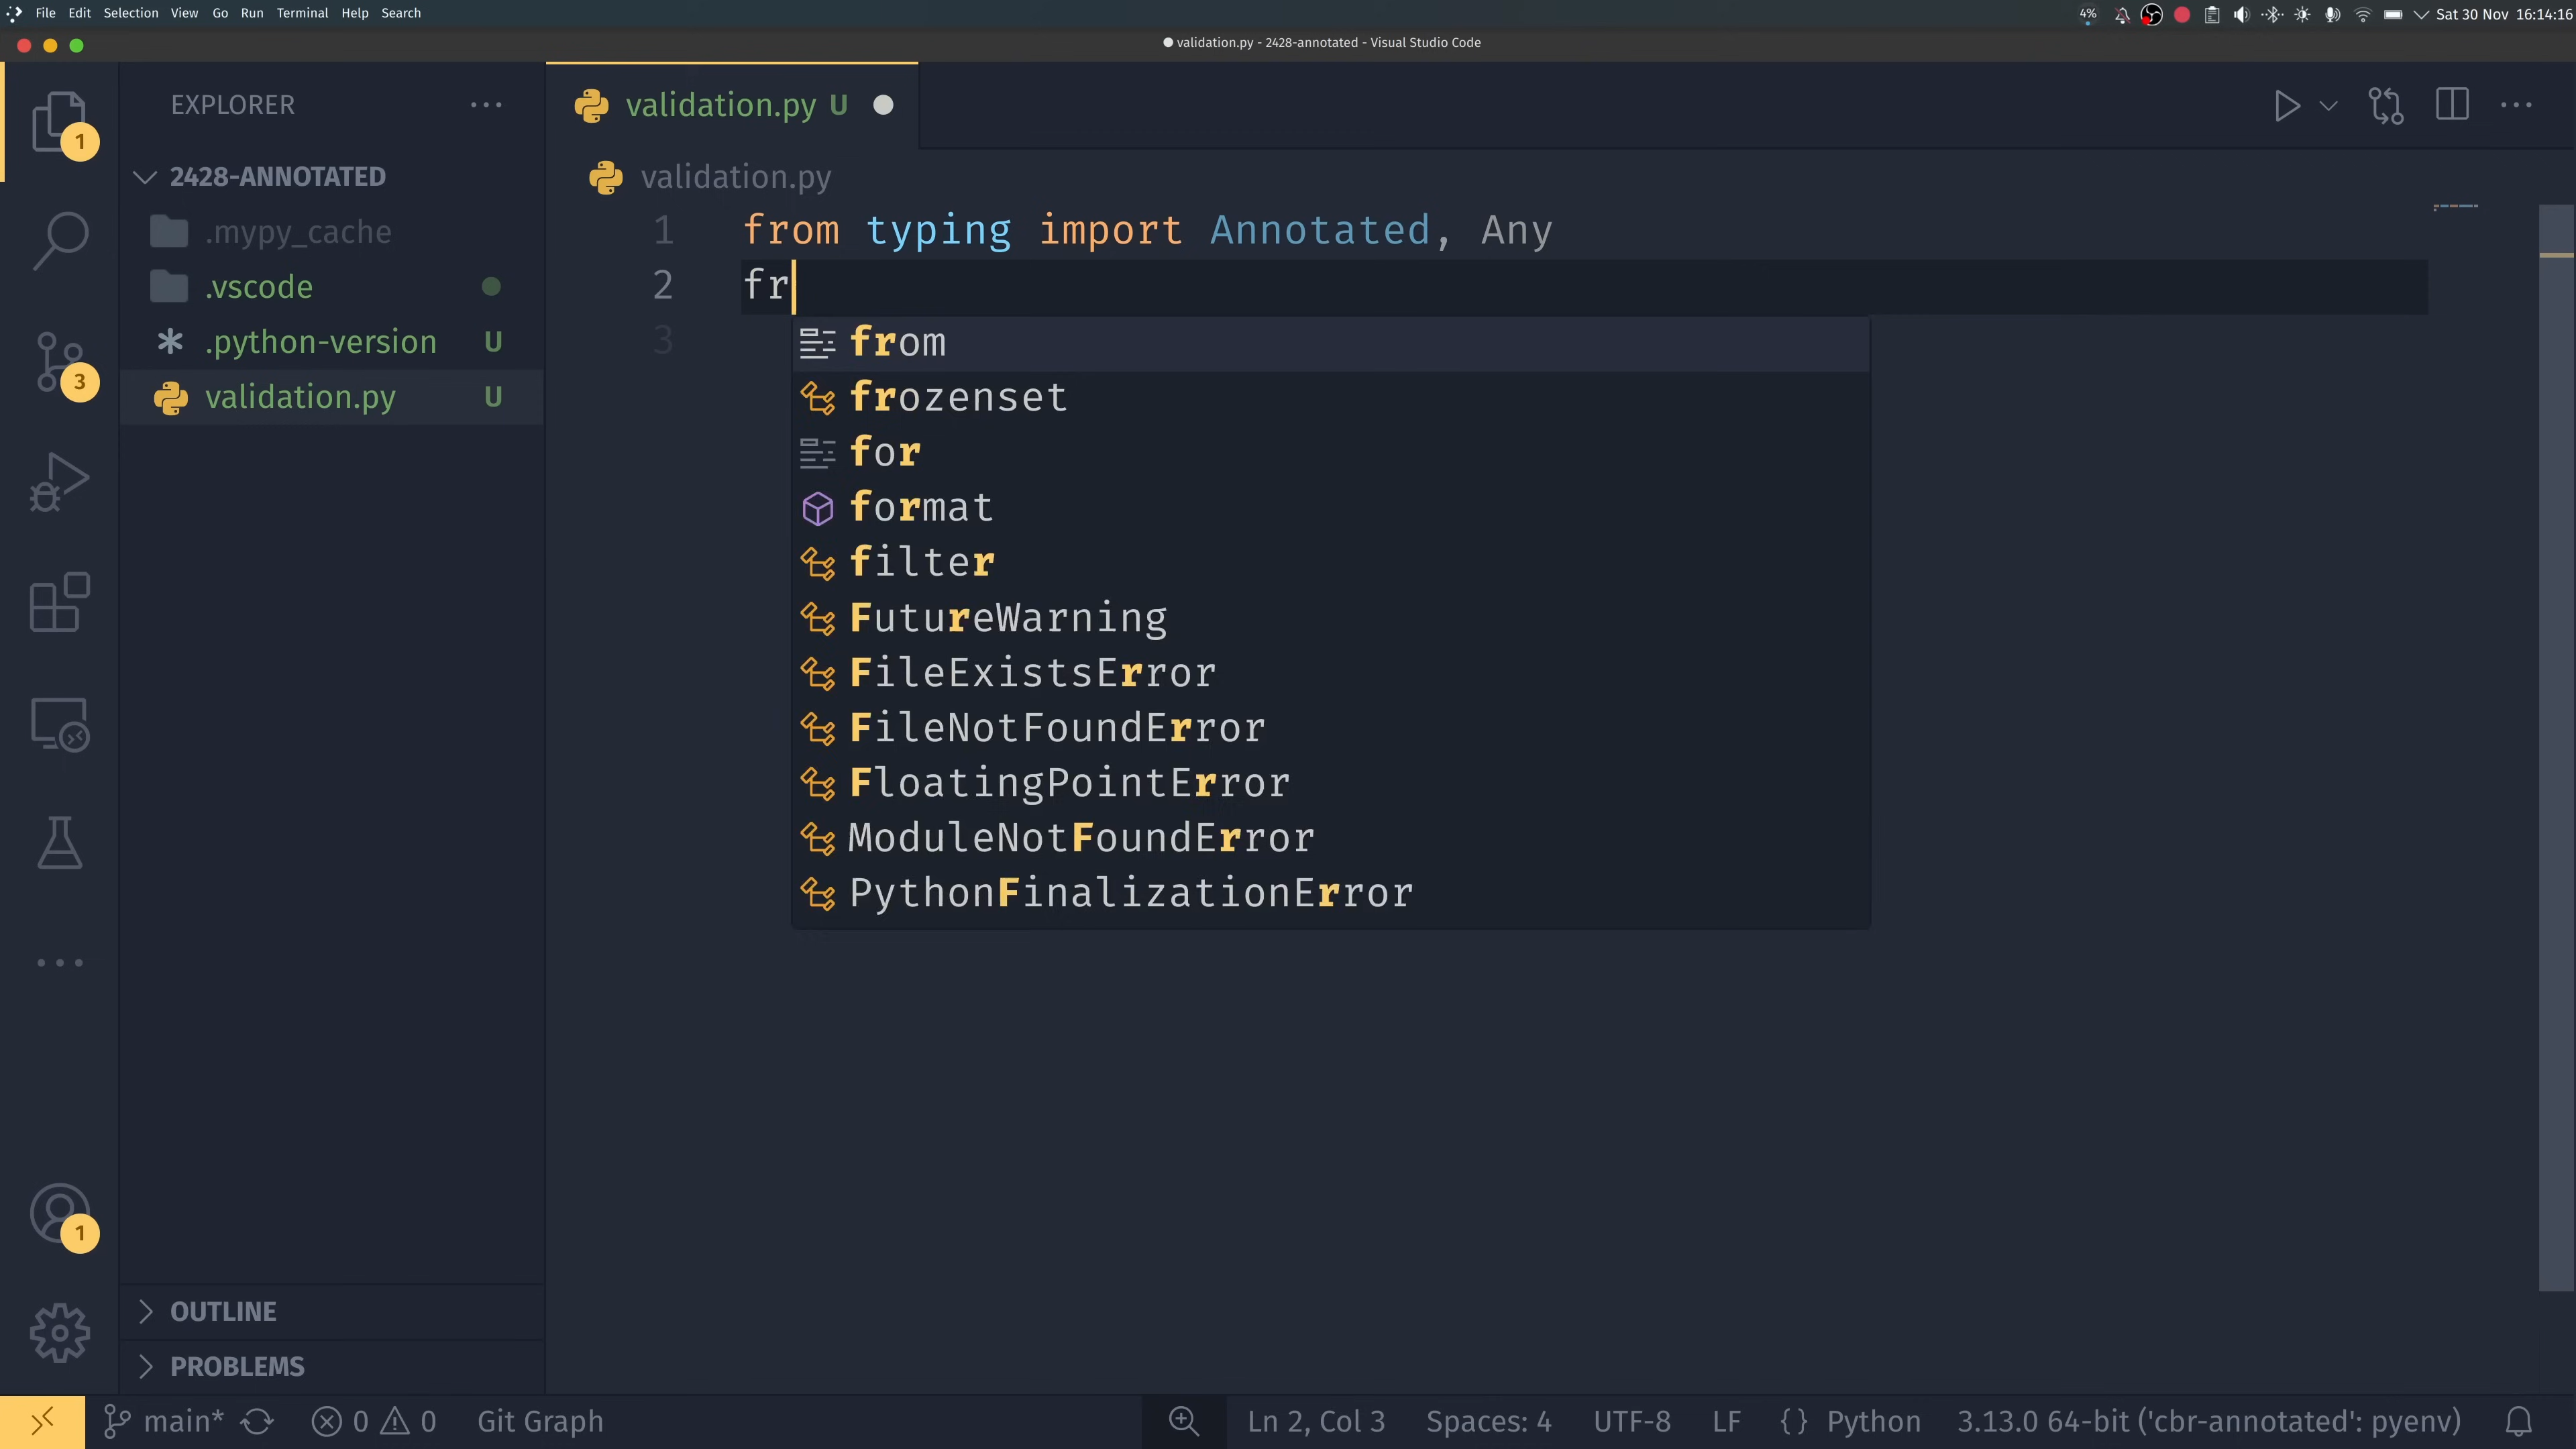 File Edit Selection View Go Run Terminal Help Search
4%
Sat 30 Nov 16:14:16
validation.py - 2428-annotated - Visual Studio Code
EXPLORER
validation.py U
1
2428-ANNOTATED
validation.py
.mypy_cache
1 from typing import Annotated, Any
.vscode
2 fr
.python-version U
3
from
3
validation.py U
frozenset
for
format
filter
FutureWarning
FileExistsError
FileNotFoundError
FloatingPointError
ModuleNotFoundError
PythonFinalizationError
1
OUTLINE
PROBLEMS
main* 0 0 Git Graph Ln 2, Col 3 Spaces: 4 UTF-8 LF {} Python 3.13.0 64-bit ('cbr-annotated': pyenv)